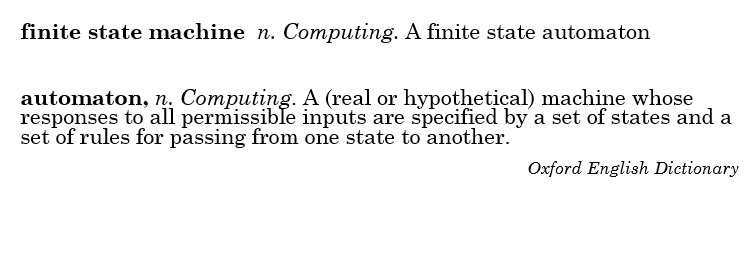 finite state machine n. Computing. A finite state automaton
automaton, n. Computing. A (real or hypothetical) machine whose
responses to all permissible inputs are specified by a set of states and a
set of rules for passing from one state to another.
Oxford English Dictionary